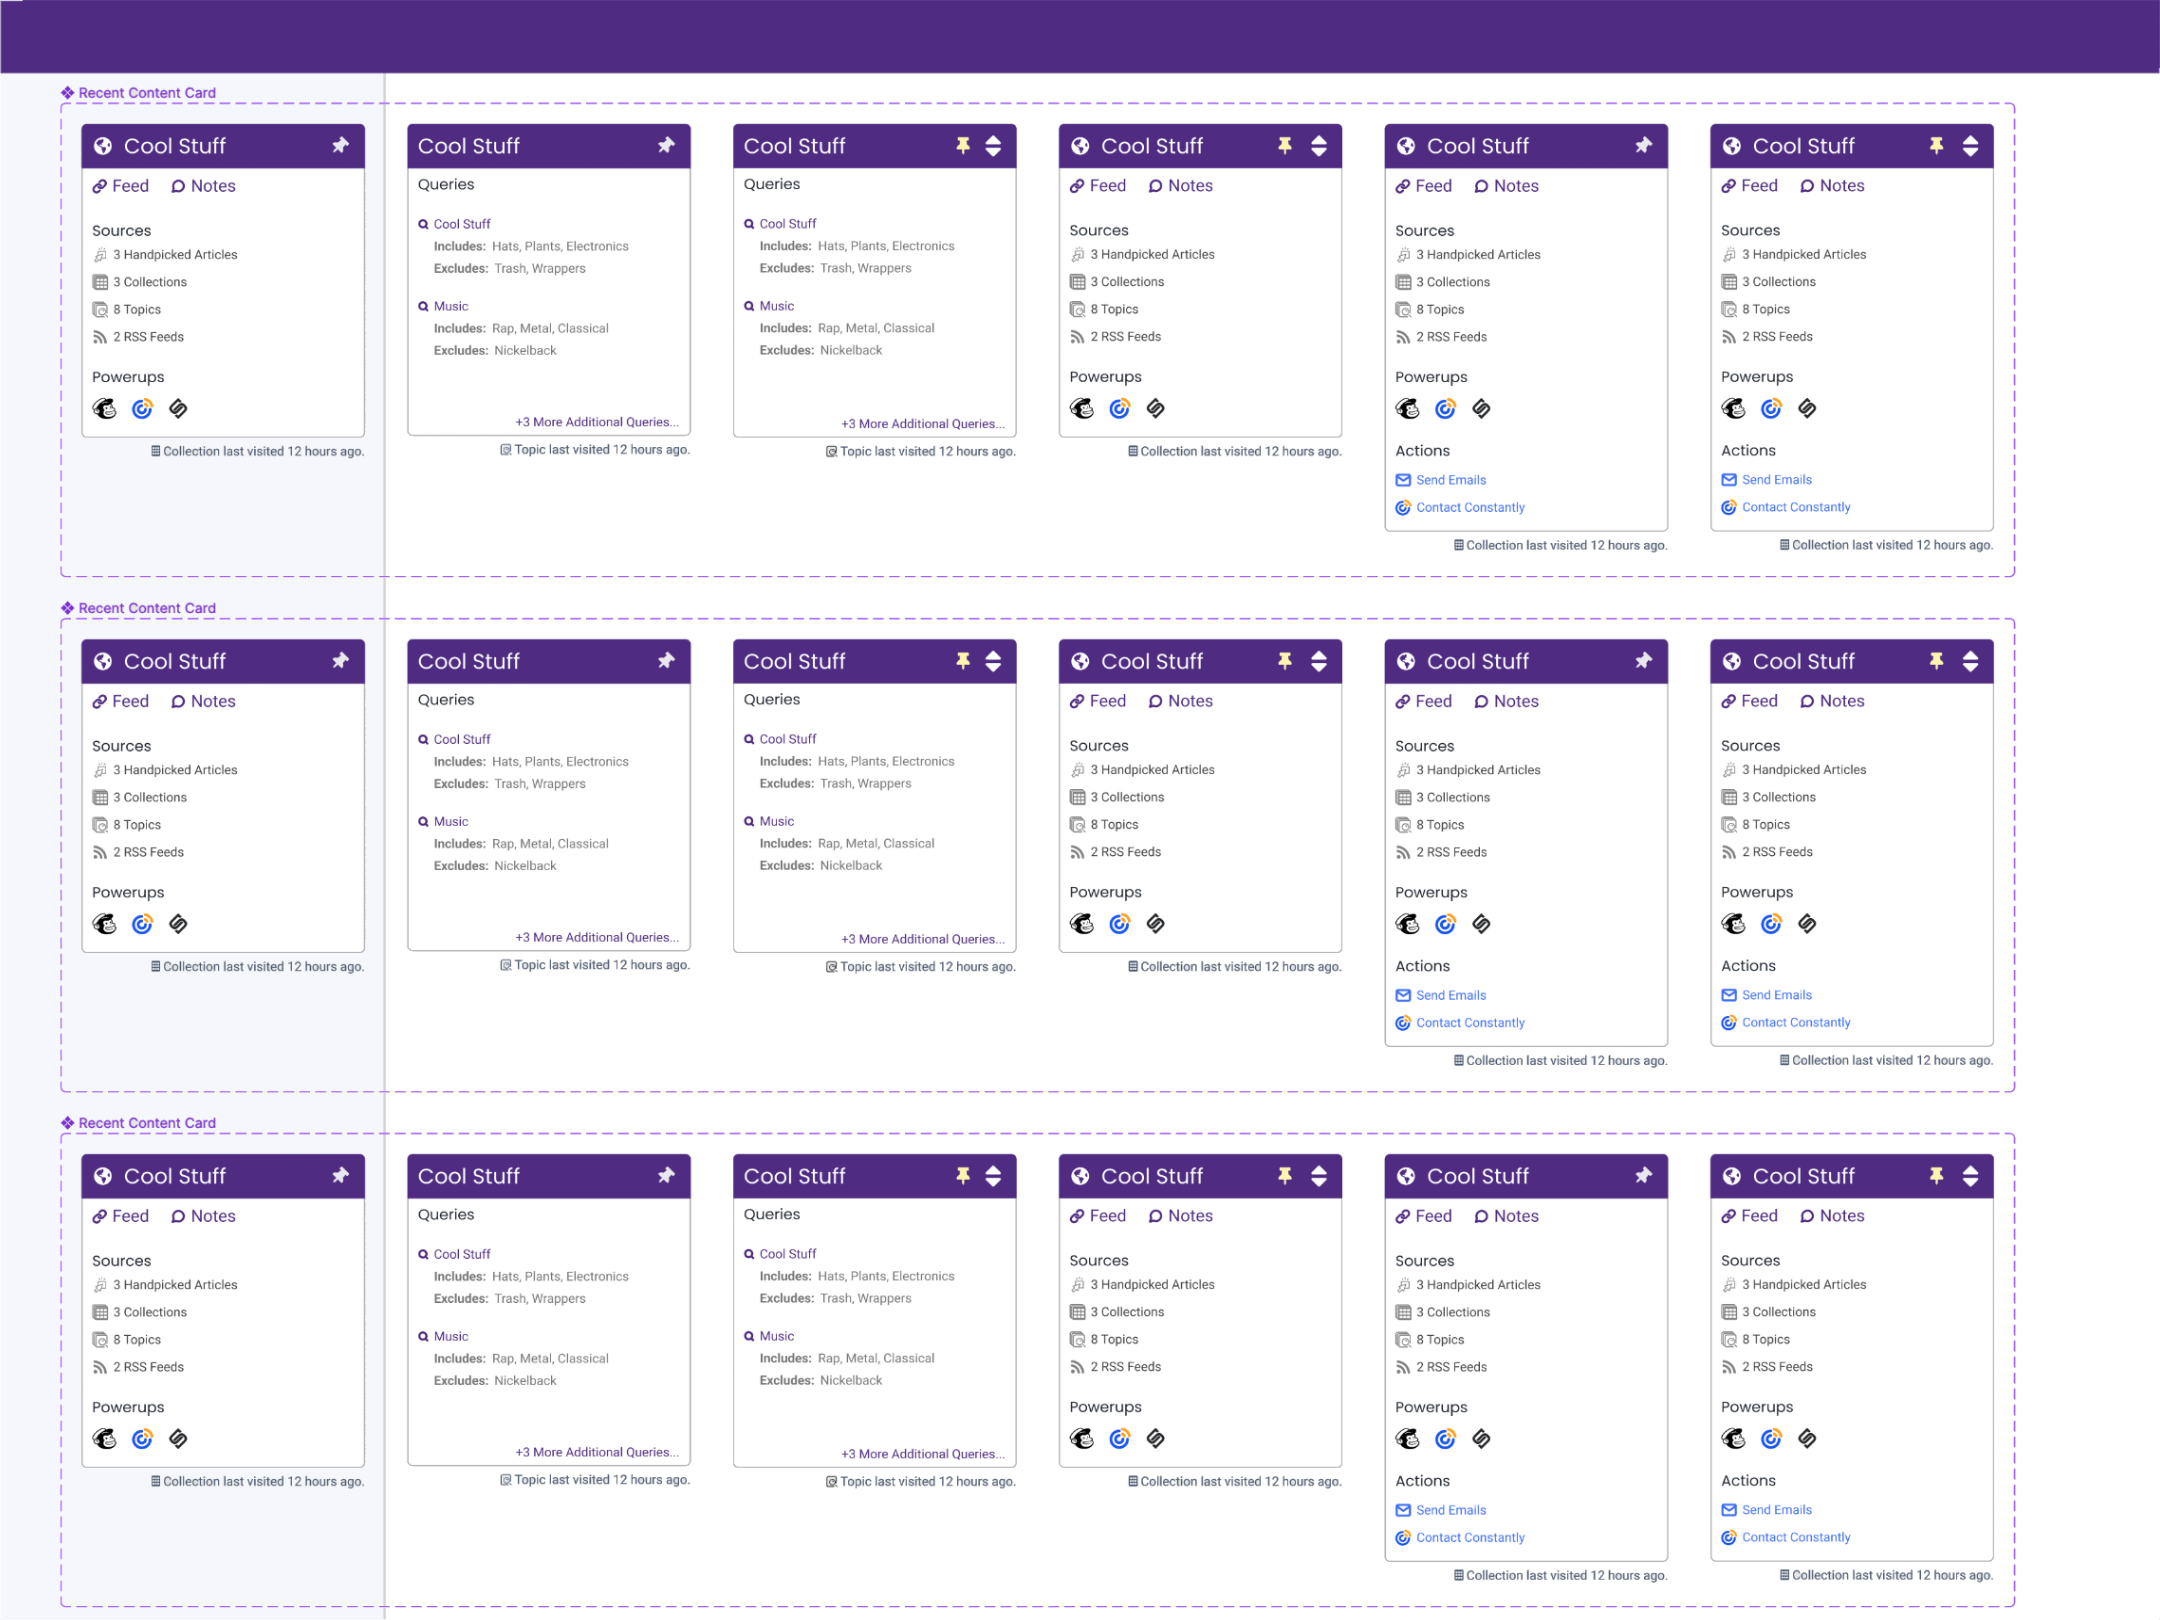 Recent Content Card
Cool Stuff
Feed Notes
Sources
3 Handpicked Articles
3 Collections
8 Topics
2 RSS Feeds
Powerups
Collection last visited 12 hours ago.
Cool Stuff
Queries
Cool Stuff
Includes: Hats, Plants, Electronics
Excludes: Trash, Wrappers
Music
Includes: Rap, Metal, Classical
Excludes: Nickelback
+3 More Additional Queries...
Topic last visited 12 hours ago.
Cool Stuff
Queries
Cool Stuff
Includes: Hats, Plants, Electronics
Excludes: Trash, Wrappers
Music
Includes: Rap, Metal, Classical
Excludes: Nickelback
+3 More Additional Queries...
Topic last visited 12 hours ago.
Cool Stuff
Feed Notes
Sources
3 Handpicked Articles
3 Collections
8 Topics
2 RSS Feeds
Powerups
Collection last visited 12 hours ago.
Cool Stuff
Feed Notes
Sources
3 Handpicked Articles
3 Collections
8 Topics
2 RSS Feeds
Powerups
Actions
Send Emails
Contact Constantly
Collection last visited 12 hours ago.
Cool Stuff
Feed Notes
Sources
3 Handpicked Articles
3 Collections
8 Topics
2 RSS Feeds
Powerups
Actions
Send Emails
Contact Constantly
Collection last visited 12 hours ago.
Recent Content Card
Cool Stuff
Feed Notes
Sources
3 Handpicked Articles
3 Collections
8 Topics
2 RSS Feeds
Powerups
Collection last visited 12 hours ago.
Cool Stuff
Queries
Cool Stuff
Includes: Hats, Plants, Electronics
Excludes: Trash, Wrappers
Music
Includes: Rap, Metal, Classical
Excludes: Nickelback
+3 More Additional Queries...
Topic last visited 12 hours ago.
Cool Stuff
Queries
Cool Stuff
Includes: Hats, Plants, Electronics
Excludes: Trash, Wrappers
Music
Includes: Rap, Metal, Classical
Excludes: Nickelback
+3 More Additional Queries...
Topic last visited 12 hours ago.
Cool Stuff
Feed Notes
Sources
3 Handpicked Articles
3 Collections
8 Topics
2 RSS Feeds
Powerups
Collection last visited 12 hours ago.
Cool Stuff
Feed Notes
Sources
3 Handpicked Articles
3 Collections
8 Topics
2 RSS Feeds
Powerups
Actions
Send Emails
Contact Constantly
Collection last visited 12 hours ago.
Cool Stuff
Feed Notes
Sources
3 Handpicked Articles
3 Collections
8 Topics
2 RSS Feeds
Powerups
Actions
Send Emails
Contact Constantly
Collection last visited 12 hours ago.
Recent Content Card
Cool Stuff
Feed Notes
Sources
3 Handpicked Articles
3 Collections
8 Topics
2 RSS Feeds
Powerups
Collection last visited 12 hours ago.
Cool Stuff
Queries
Cool Stuff
Includes: Hats, Plants, Electronics
Excludes: Trash, Wrappers
Music
Includes: Rap, Metal, Classical
Excludes: Nickelback
+3 More Additional Queries...
Topic last visited 12 hours ago.
Cool Stuff
Queries
Cool Stuff
Includes: Hats, Plants, Electronics
Excludes: Trash, Wrappers
Music
Includes: Rap, Metal, Classical
Excludes: Nickelback
+3 More Additional Queries...
Topic last visited 12 hours ago.
Cool Stuff
Feed Notes
Sources
3 Handpicked Articles
3 Collections
8 Topics
2 RSS Feeds
Powerups
Collection last visited 12 hours ago.
Cool Stuff
Feed Notes
Sources
3 Handpicked Articles
3 Collections
8 Topics
2 RSS Feeds
Powerups
Actions
Send Emails
Contact Constantly
Collection last visited 12 hours ago.
Cool Stuff
Feed Notes
Sources
3 Handpicked Articles
3 Collections
8 Topics
2 RSS Feeds
Powerups
Actions
Send Emails
Contact Constantly
Collection last visited 12 hours ago.